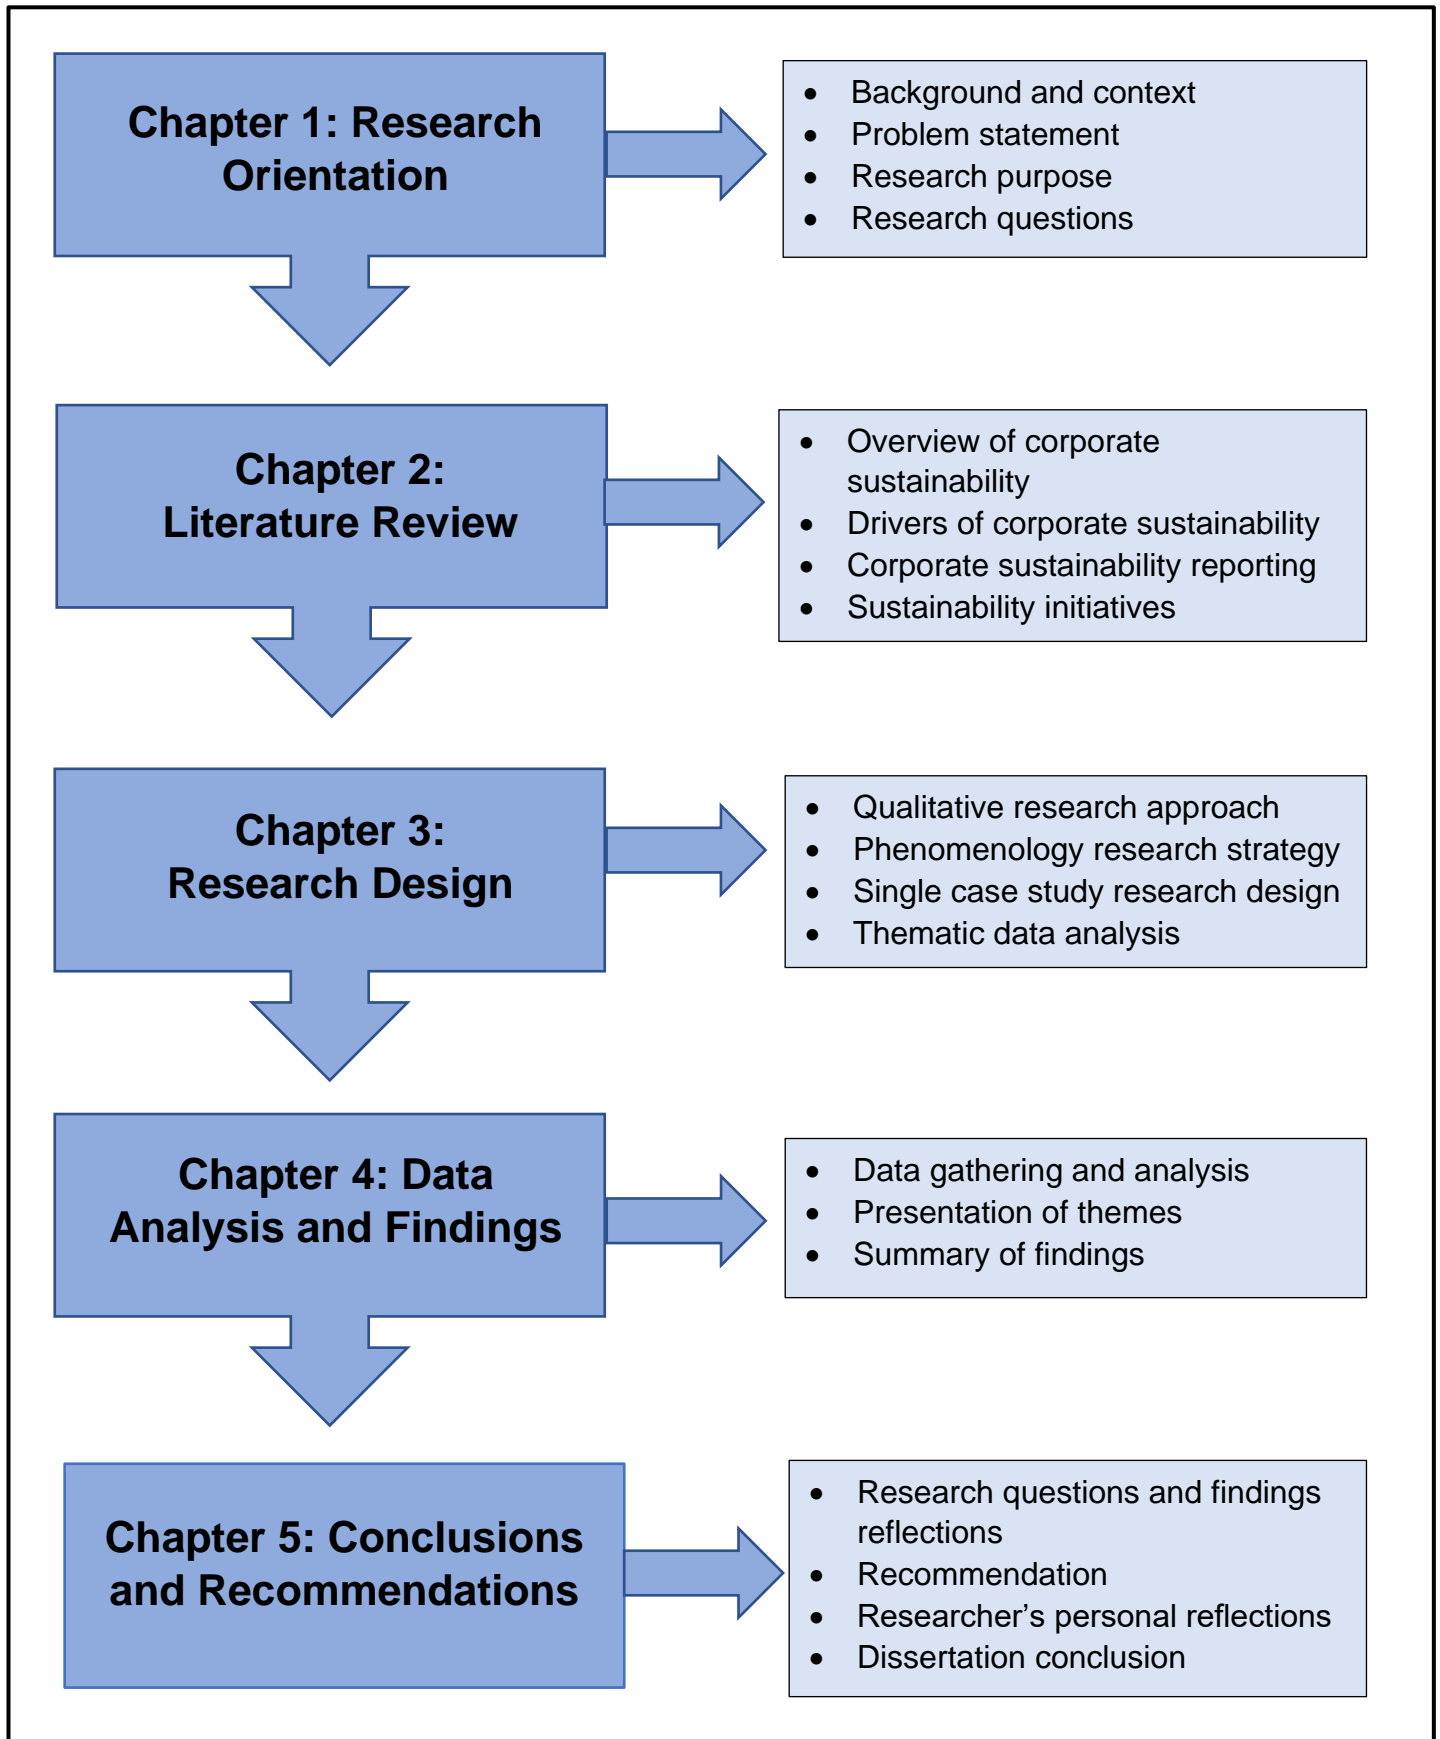 Chapter 1: Research
Orientation
• Background and context
• Problem statement
• Research purpose
• Research questions
Chapter 2:
Literature Review
• Overview of corporate
sustainability
• Drivers of corporate sustainability
• Corporate sustainability reporting
• Sustainability initiatives
Chapter 3:
Research Design
• Qualitative research approach
• Phenomenology research strategy
• Single case study research design
• Thematic data analysis
Chapter 4: Data
Analysis and Findings
• Data gathering and analysis
• Presentation of themes
• Summary of findings
Chapter 5: Conclusions
and Recommendations
• Research questions and findings
reflections
• Recommendation
• Researcher’s personal reflections
• Dissertation conclusion